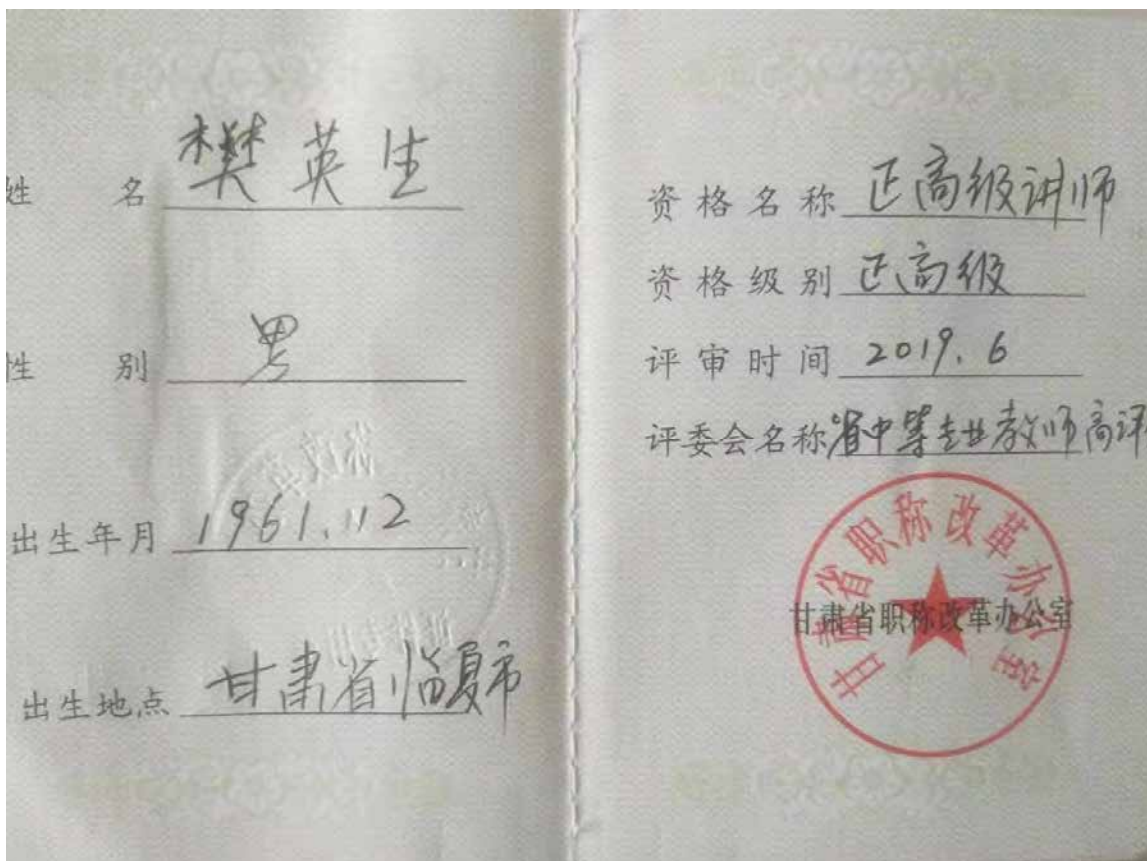 姓名 樊英生
性别 男
出生年月 1961.12
出生地点 甘肃省临夏市
资格名称 正高级讲师
资格级别 正高级
评审时间 2019.6
评委会名称 省中等专业教师高评
甘肃省职称改革办公室
甘肃省职称改革办公室